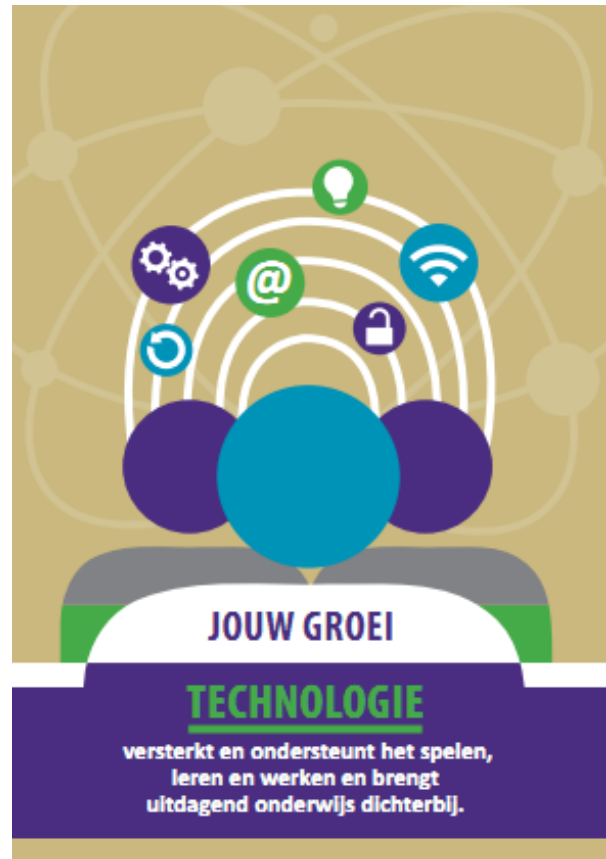 @
JOUW GROEI
TECHNOLOGIE
versterkt en ondersteunt het spelen,
leren en werken en brengt
uitdagend onderwijs dichterbij.